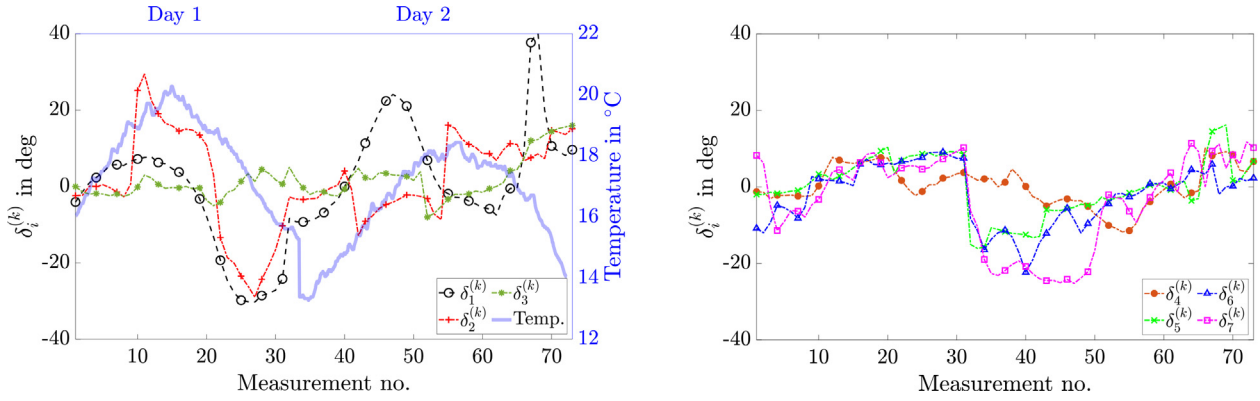 Day 1 Day 2
40 22
20 20
18
0 16
-20 14
-40 12
10 20 30 40 50 60 70
δ_i^{(k)} in deg
Temperature in °C
Measurement no.
δ_1^{(k)} δ_3^{(k)}
δ_2^{(k)} Temp.
40
20
0
-20
-40
10 20 30 40 50 60 70
δ_i^{(k)} in deg
Measurement no.
δ_4^{(k)} δ_6^{(k)}
δ_5^{(k)} δ_7^{(k)}